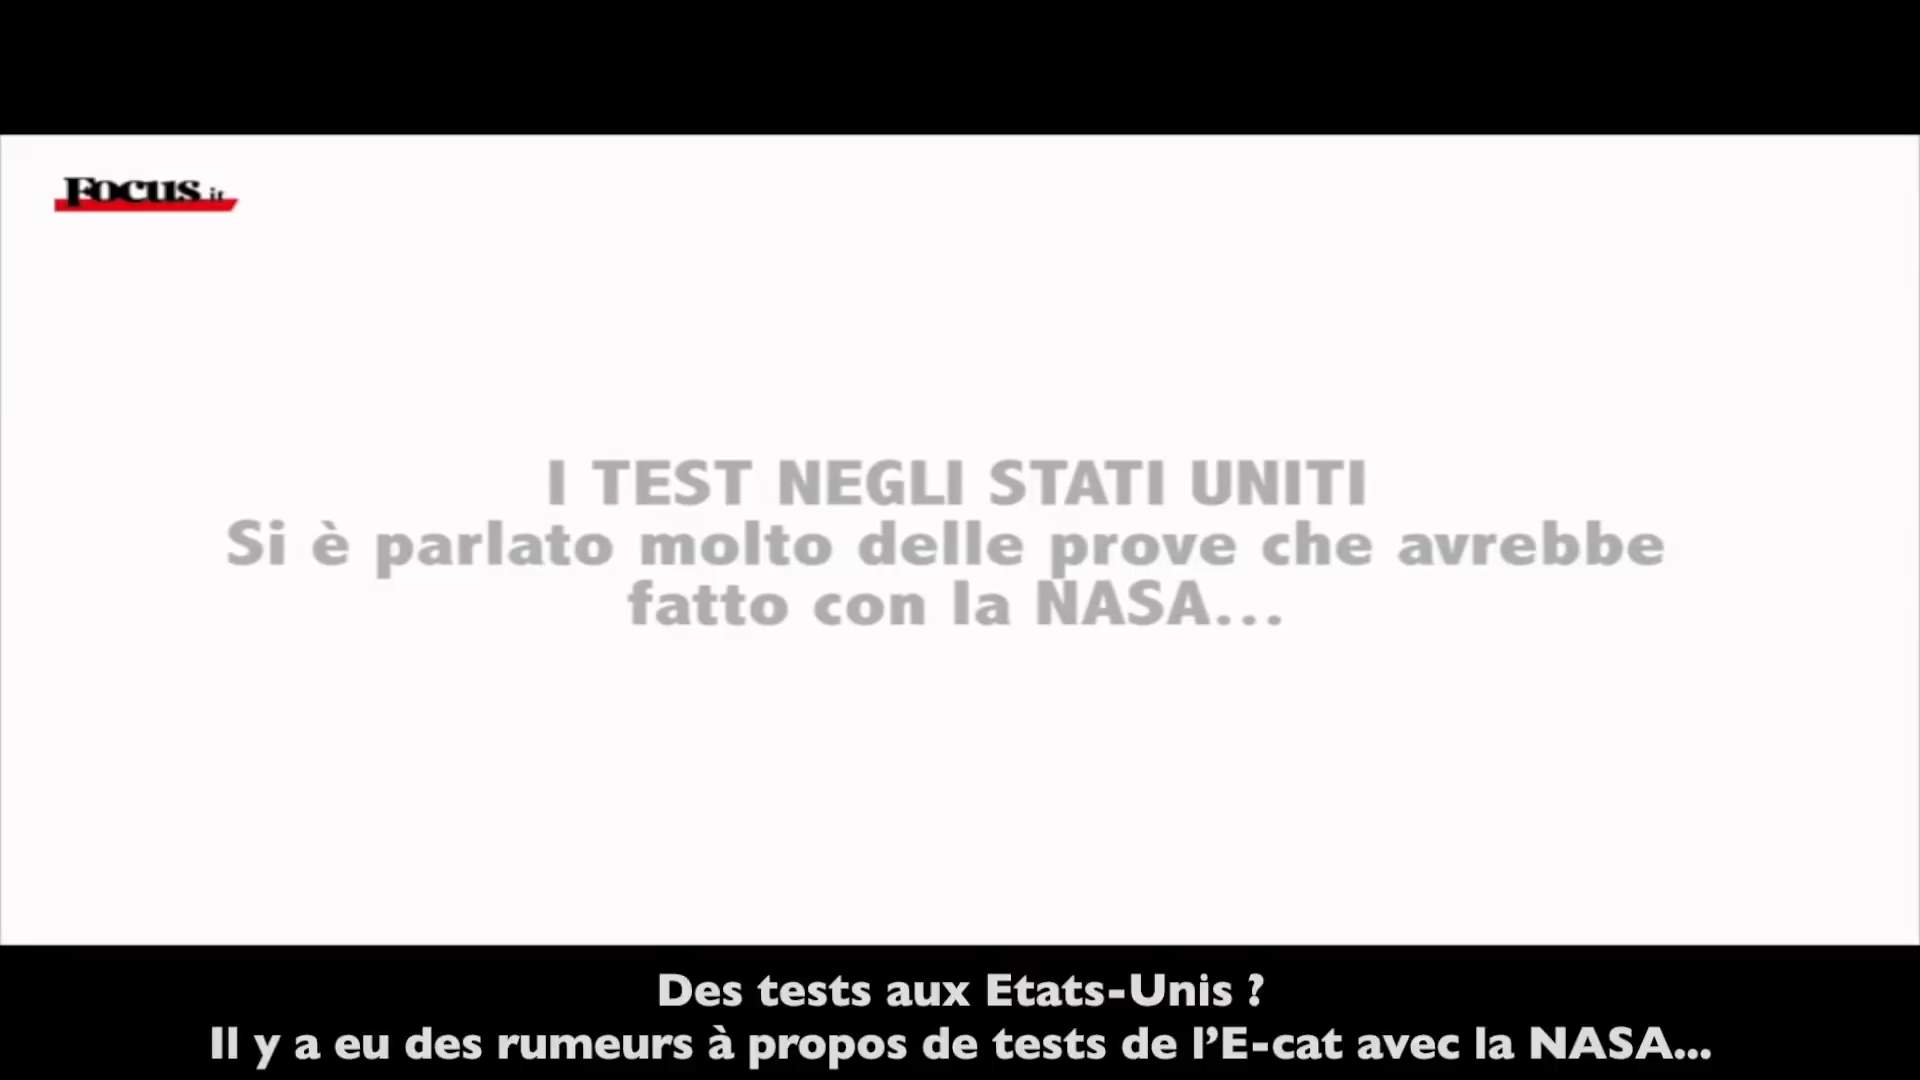 Focus.it
I TEST NEGLI STATI UNITI
Si è parlato molto delle prove che avrebbe
fatto con la NASA...
Des tests aux Etats-Unis ?
Il y a eu des rumeurs à propos de tests de l’E-cat avec la NASA...